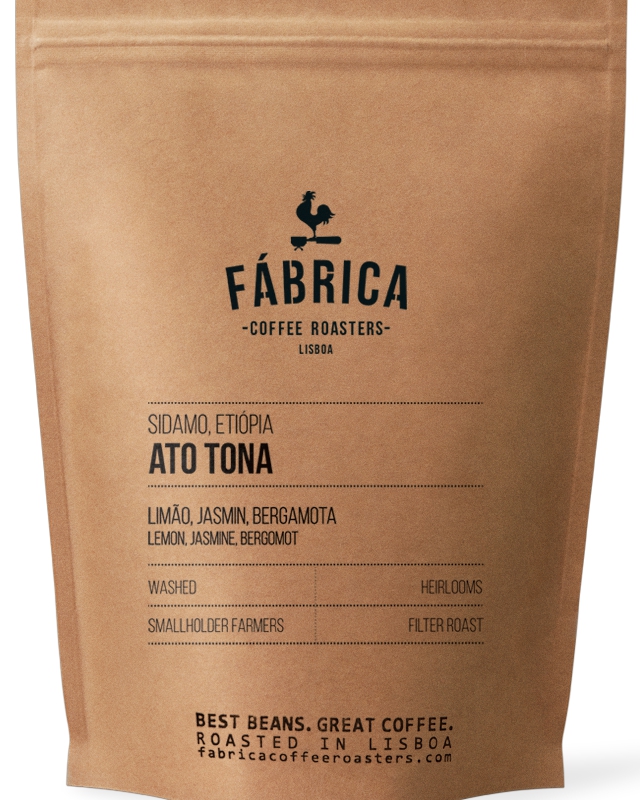 FÁBRICA
-COFFEE ROASTERS-
LISBOA
SIDAMO, ETIÓPIA
ATO TONA
LIMÃO, JASMIN, BERGAMOTA
LEMON, JASMINE, BERGOMOT
WASHED HEIRLOOMS
SMALLHOLDER FARMERS FILTER ROAST
BEST BEANS. GREAT COFFEE.
ROASTED IN LISBOA
fabricacoffeeroasters.com